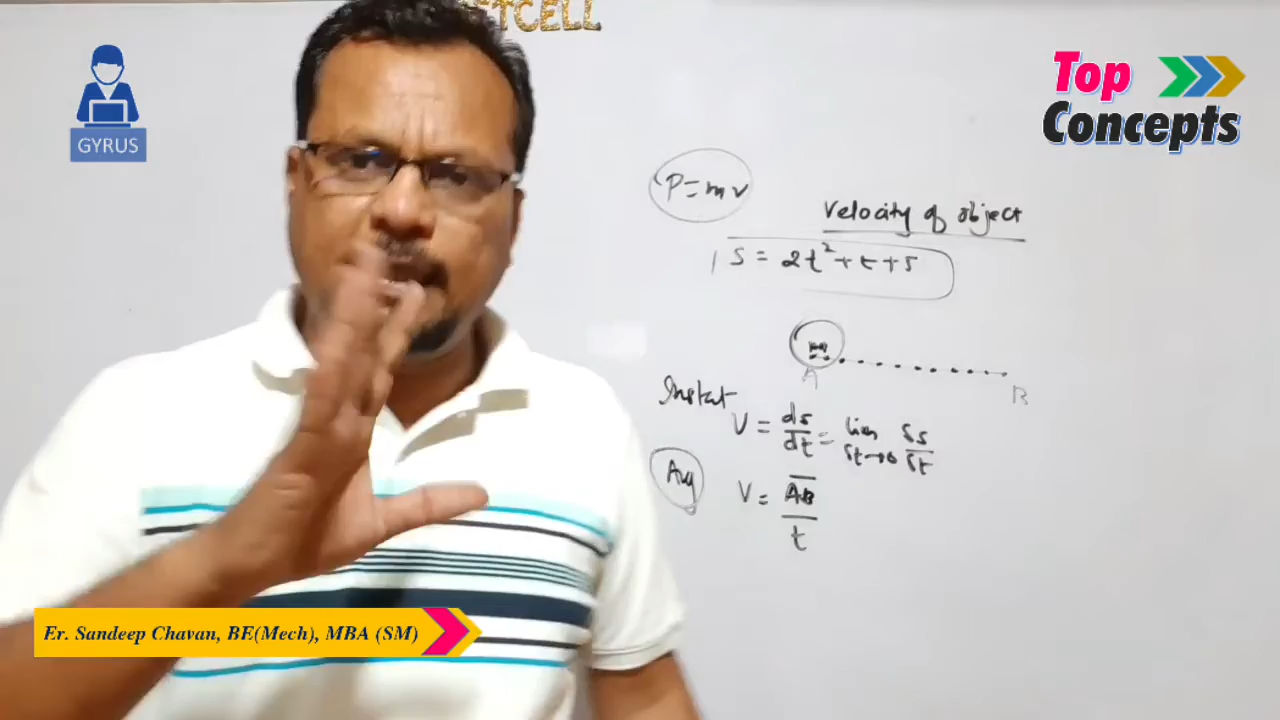 ETCELL
GYRUS
Top
Concepts
P = mv
Velocity of object
S = 2t² + t + 5
m
A
B
Instat
V = ds/dt = lim δt→0 δs/δt
Avg
V = AB/t
Er. Sandeep Chavan, BE(Mech), MBA (SM)